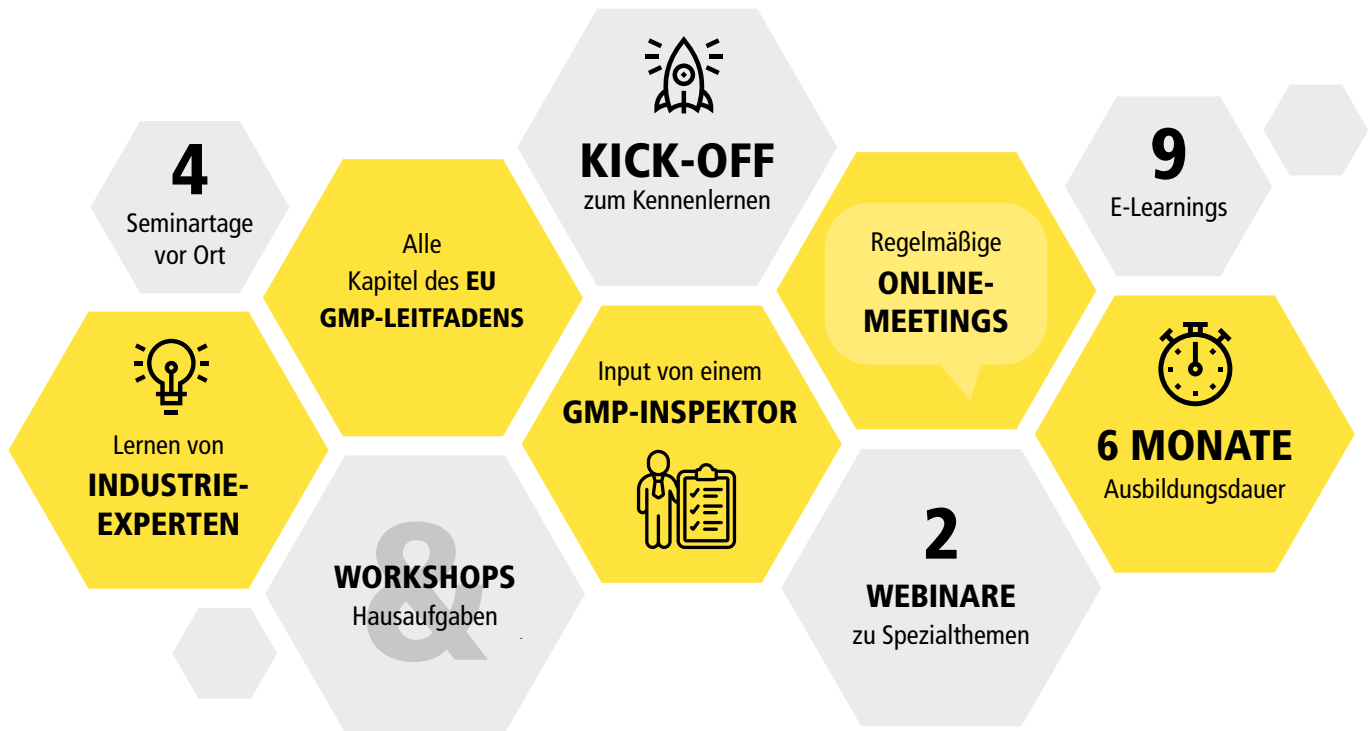 4
Seminartage
vor Ort
Alle
Kapitel des EU
GMP-LEITFADENS
KICK-OFF
zum Kennenlernen
Regelmäßige
ONLINE-
MEETINGS
9
E-Learnings
Lernen von
INDUSTRIE-
EXPERTEN
&
WORKSHOPS
Hausaufgaben
Input von einem
GMP-INSPEKTOR
2
WEBINARE
zu Spezialthemen
6 MONATE
Ausbildungsdauer